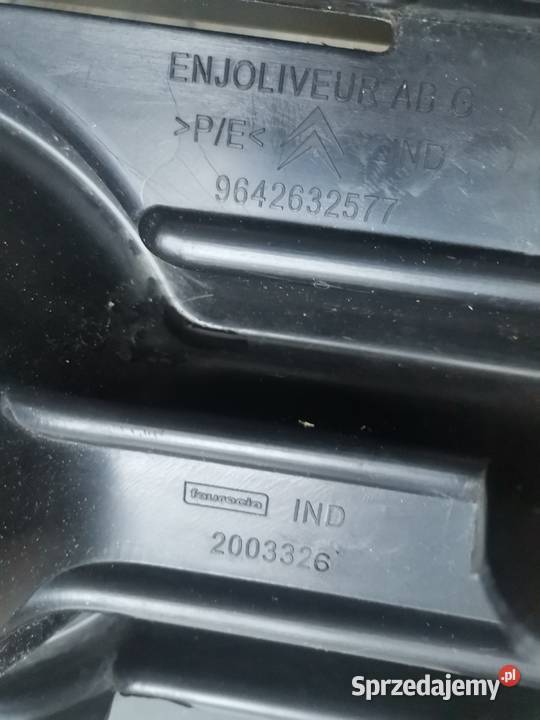 ENJOLIVEUR AB G
>P/E< IND
9642632577
faurecia IND
2003326
Sprzedajemy.pl